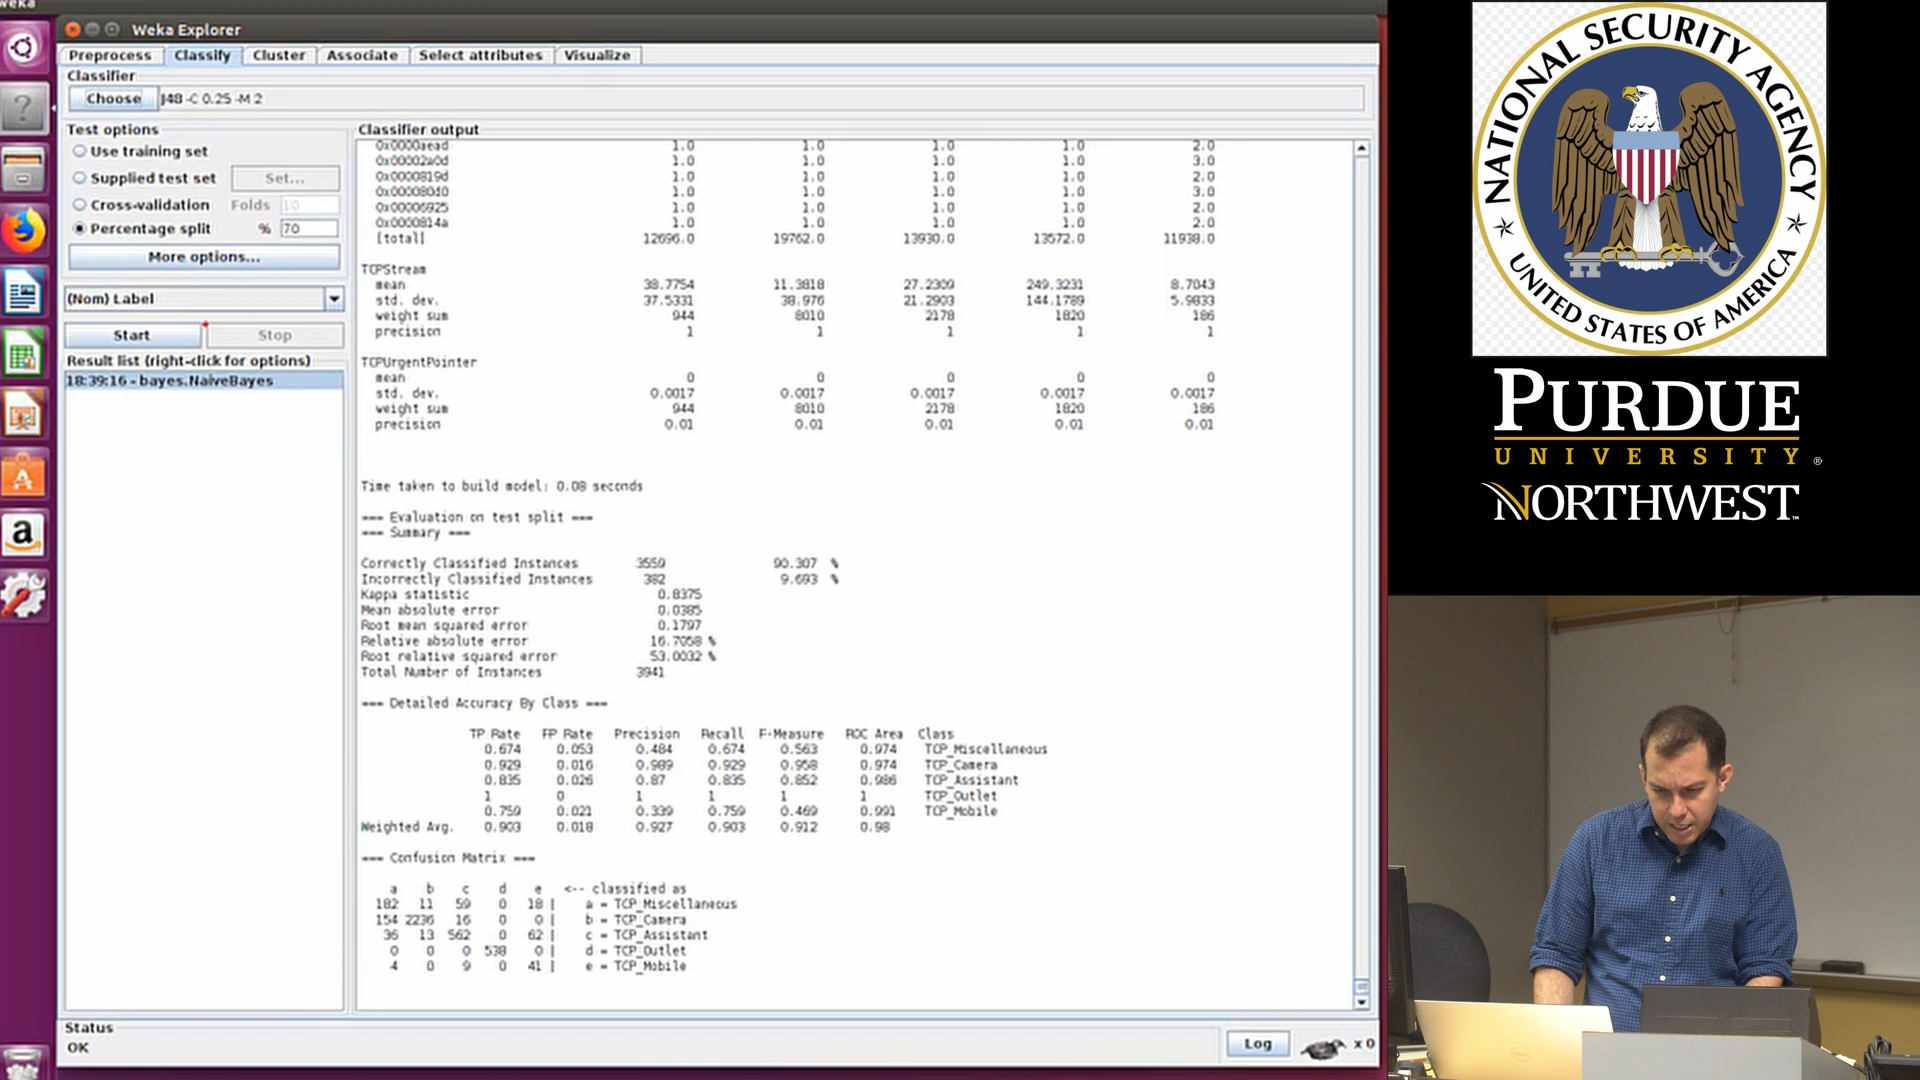 weka
Weka Explorer
Preprocess Classify Cluster Associate Select attributes Visualize
Classifier
Choose J48 -C 0.25 -M 2
Test options
Use training set
Supplied test set Set...
Cross-validation Folds 10
Percentage split % 70
More options...
(Nom) Label
Start Stop
Result list (right-click for options)
18:39:16 - bayes.NaiveBayes
Classifier output
0x0000aead 1.0 1.0 1.0 1.0 2.0
0x00002a0d 1.0 1.0 1.0 1.0 3.0
0x0000819d 1.0 1.0 1.0 1.0 2.0
0x000080d0 1.0 1.0 1.0 1.0 3.0
0x00006925 1.0 1.0 1.0 1.0 2.0
0x0000814a 1.0 1.0 1.0 1.0 2.0
[total] 12696.0 19762.0 13930.0 13572.0 11938.0
TCPStream
mean 38.7754 11.3818 27.2309 249.3231 8.7043
std. dev. 37.5331 38.976 21.2903 144.1789 5.9833
weight sum 944 8010 2178 1820 186
precision 1 1 1 1 1
TCPUrgentPointer
mean 0 0 0 0 0
std. dev. 0.0017 0.0017 0.0017 0.0017 0.0017
weight sum 944 8010 2178 1820 186
precision 0.01 0.01 0.01 0.01 0.01
Time taken to build model: 0.08 seconds
=== Evaluation on test split ===
=== Summary ===
Correctly Classified Instances 3559 90.307 %
Incorrectly Classified Instances 382 9.693 %
Kappa statistic 0.8375
Mean absolute error 0.0385
Root mean squared error 0.1797
Relative absolute error 16.7058 %
Root relative squared error 53.0032 %
Total Number of Instances 3941
=== Detailed Accuracy By Class ===
TP Rate FP Rate Precision Recall F-Measure ROC Area Class
0.674 0.053 0.484 0.674 0.563 0.974 TCP_Miscellaneous
0.929 0.016 0.989 0.929 0.958 0.974 TCP_Camera
0.835 0.026 0.87 0.835 0.852 0.986 TCP_Assistant
1 0 1 1 1 1 TCP_Outlet
0.759 0.021 0.339 0.759 0.469 0.991 TCP_Mobile
Weighted Avg. 0.903 0.018 0.927 0.903 0.912 0.98
=== Confusion Matrix ===
a b c d e <-- classified as
182 11 59 0 18 | a = TCP_Miscellaneous
154 2236 16 0 0 | b = TCP_Camera
36 13 562 0 62 | c = TCP_Assistant
0 0 0 538 0 | d = TCP_Outlet
4 0 9 0 41 | e = TCP_Mobile
Status
OK
Log x 0
NATIONAL SECURITY AGENCY
UNITED STATES OF AMERICA
PURDUE
UNIVERSITY ®
NORTHWEST™